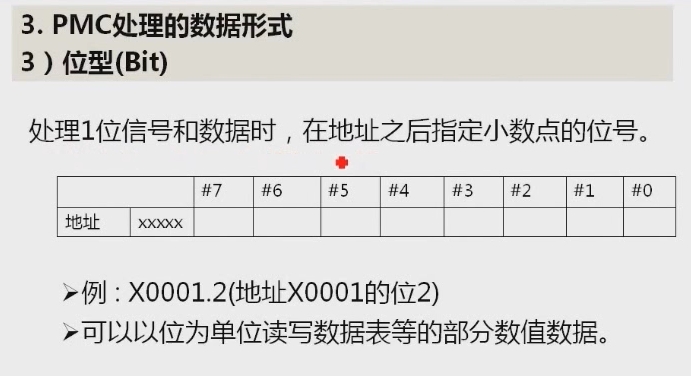 3. PMC处理的数据形式
3）位型(Bit)
处理1位信号和数据时，在地址之后指定小数点的位号。
#7 #6 #5 #4 #3 #2 #1 #0
地址 xxxxx
➢例：X0001.2(地址X0001的位2)
➢可以以位为单位读写数据表等的部分数值数据。